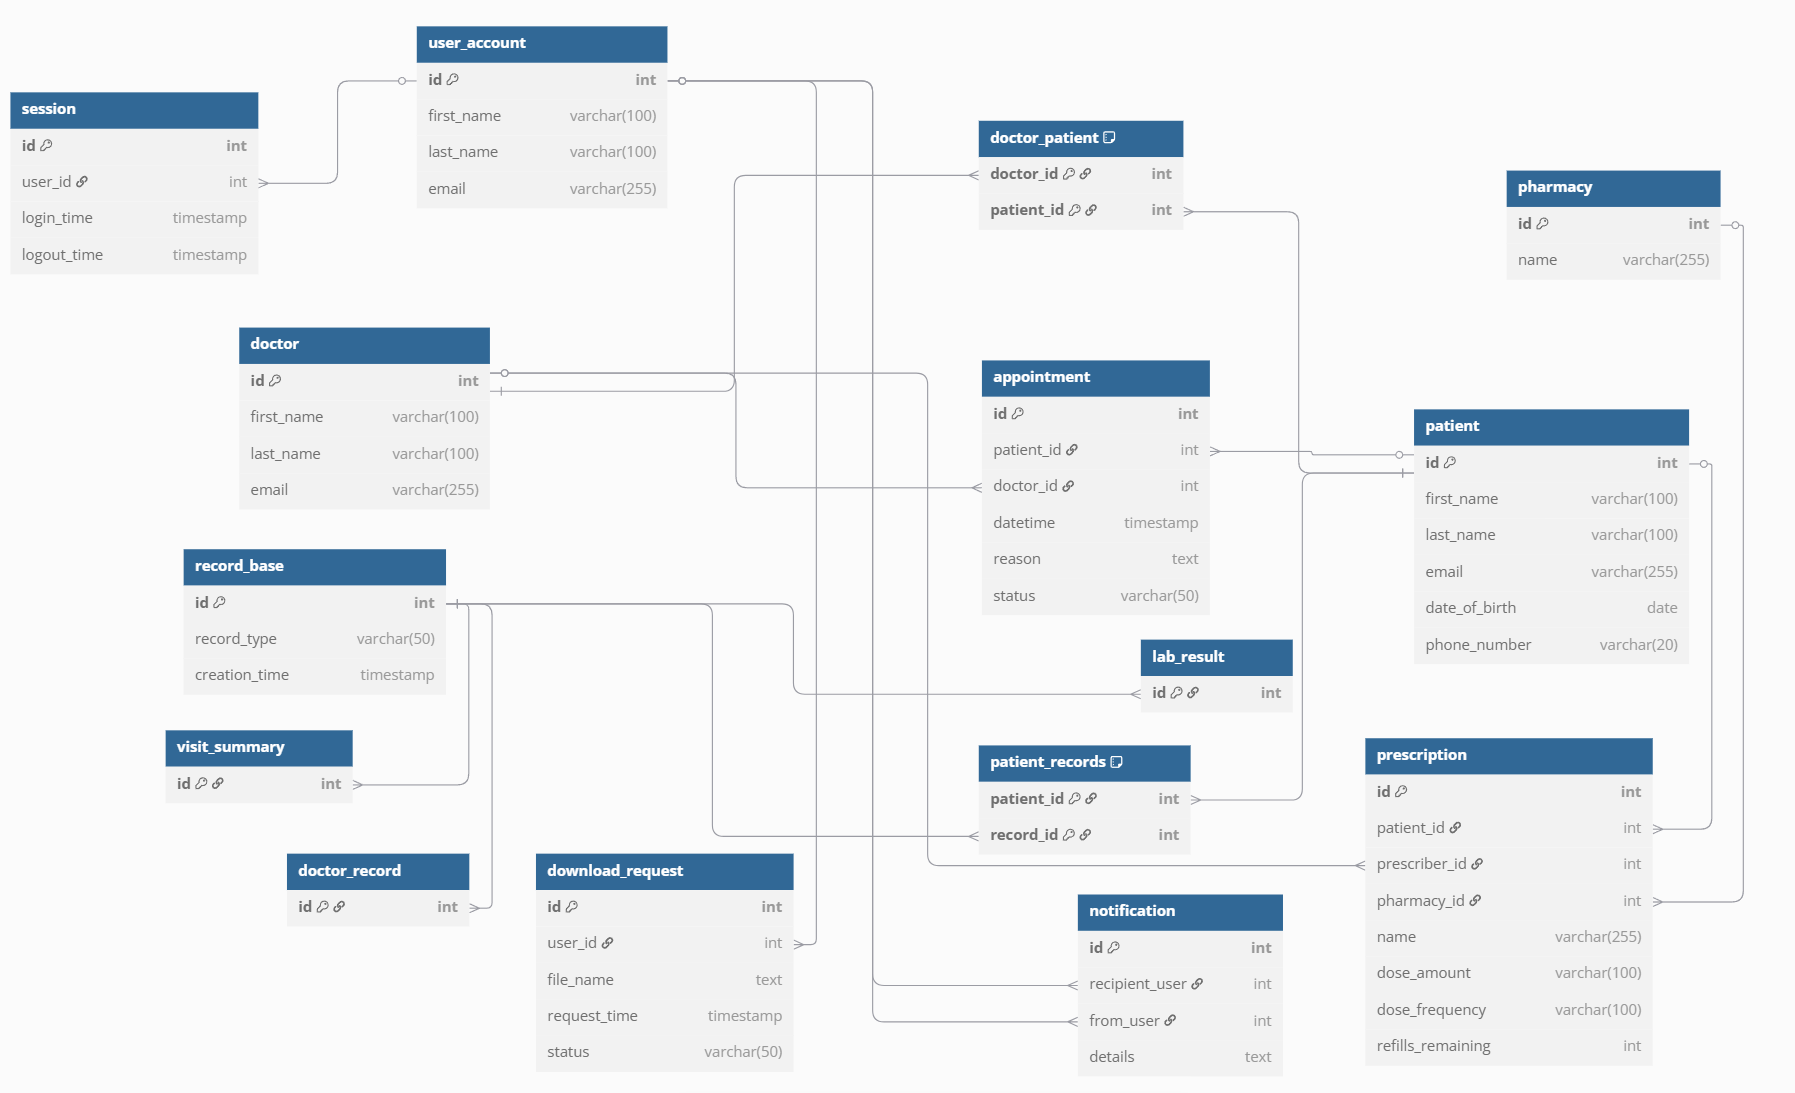 user_account
id int
first_name varchar(100)
last_name varchar(100)
email varchar(255)
session
id int
user_id int
login_time timestamp
logout_time timestamp
doctor_patient
doctor_id int
patient_id int
pharmacy
id int
name varchar(255)
doctor
id int
first_name varchar(100)
last_name varchar(100)
email varchar(255)
appointment
id int
patient_id int
doctor_id int
datetime timestamp
reason text
status varchar(50)
patient
id int
first_name varchar(100)
last_name varchar(100)
email varchar(255)
date_of_birth date
phone_number varchar(20)
record_base
id int
record_type varchar(50)
creation_time timestamp
lab_result
id int
visit_summary
id int
patient_records
patient_id int
record_id int
prescription
id int
patient_id int
prescriber_id int
pharmacy_id int
name varchar(255)
dose_amount varchar(100)
dose_frequency varchar(100)
refills_remaining int
doctor_record
id int
download_request
id int
user_id int
file_name text
request_time timestamp
status varchar(50)
notification
id int
recipient_user int
from_user int
details text